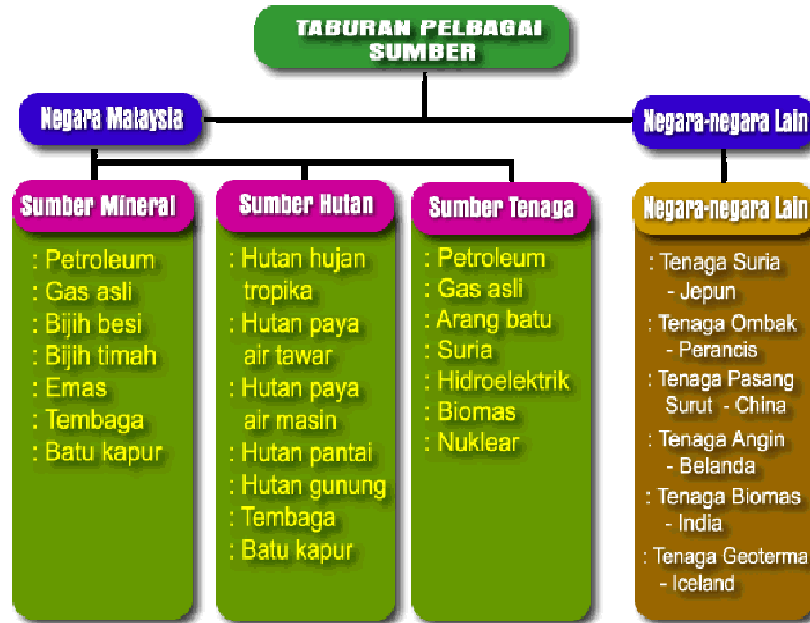 TABURAN PELBAGAI
SUMBER
Negara Malaysia
Negara-negara Lain
Sumber Mineral
: Petroleum
: Gas asli
: Bijih besi
: Bijih timah
: Emas
: Tembaga
: Batu kapur
Sumber Hutan
: Hutan hujan
tropika
: Hutan paya
air tawar
: Hutan paya
air masin
: Hutan pantai
: Hutan gunung
: Tembaga
: Batu kapur
Sumber Tenaga
: Petroleum
: Gas asli
: Arang batu
: Suria
: Hidroelektrik
: Biomas
: Nuklear
Negara-negara Lain
: Tenaga Suria
- Jepun
: Tenaga Ombak
- Perancis
: Tenaga Pasang
Surut - China
: Tenaga Angin
- Belanda
: Tenaga Biomas
- India
: Tenaga Geoterma
- Iceland